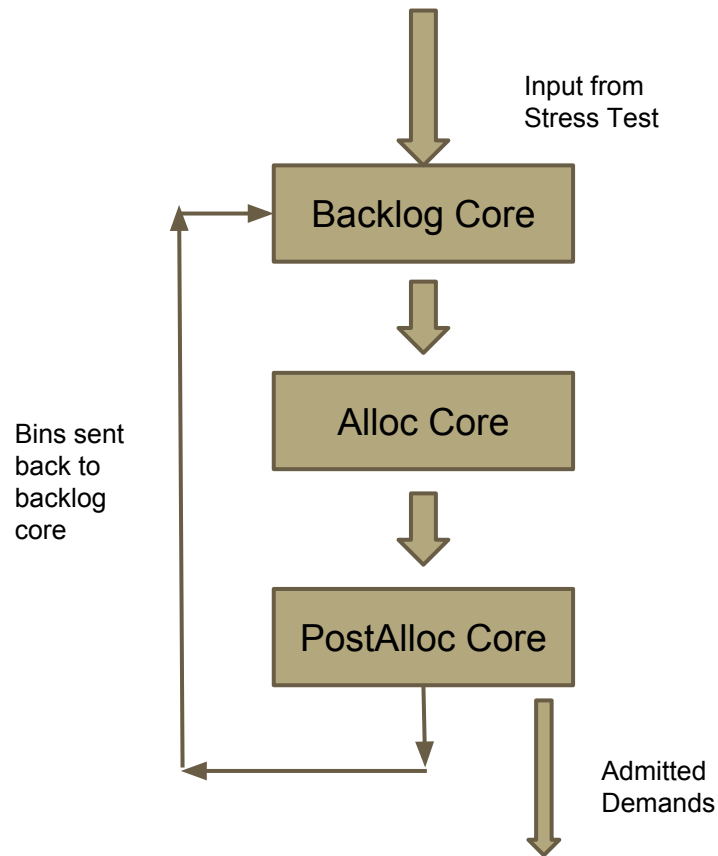 Input from
Stress Test
Backlog Core
Alloc Core
Bins sent
back to
backlog
core
PostAlloc Core
Admitted
Demands